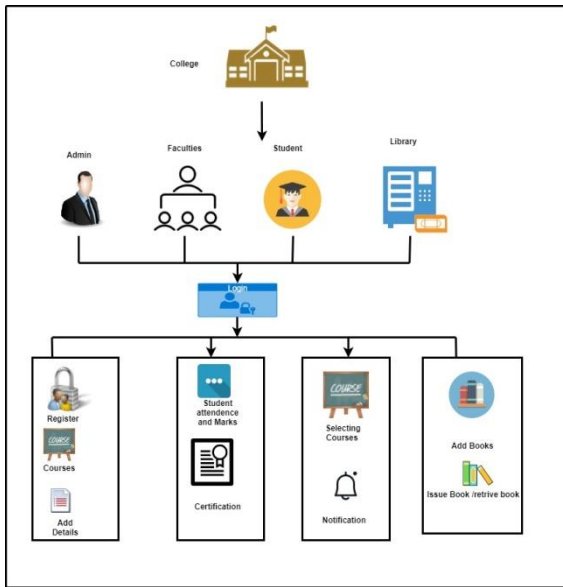 College
Admin
Faculties
Student
Library
Login
Register
COURSE
Courses
Add
Details
Student
attendence
and Marks
Certification
COURSE
Selecting
Courses
Notification
Add Books
Issue Book /retrive book